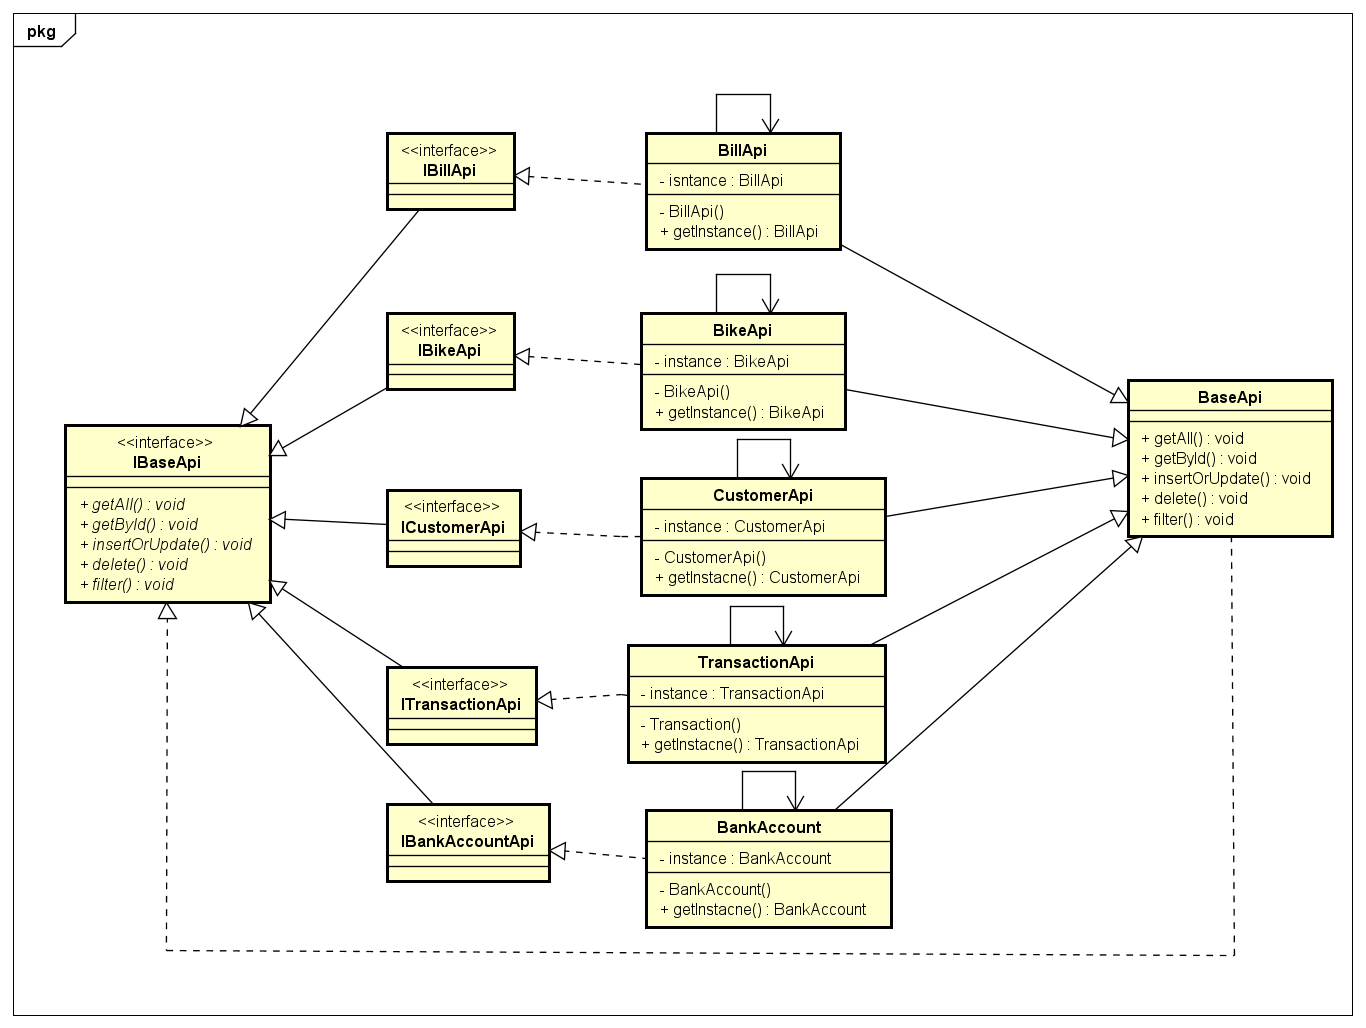 pkg
<<interface>>
IBillApi
BillApi
- isntance : BillApi
- BillApi()
+ getInstance() : BillApi
<<interface>>
IBikeApi
BikeApi
- instance : BikeApi
- BikeApi()
+ getInstance() : BikeApi
<<interface>>
IBaseApi
+ getAll() : void
+ getById() : void
+ insertOrUpdate() : void
+ delete() : void
+ filter() : void
<<interface>>
ICustomerApi
CustomerApi
- instance : CustomerApi
- CustomerApi()
+ getInstacne() : CustomerApi
BaseApi
+ getAll() : void
+ getById() : void
+ insertOrUpdate() : void
+ delete() : void
+ filter() : void
<<interface>>
ITransactionApi
TransactionApi
- instance : TransactionApi
- Transaction()
+ getInstacne() : TransactionApi
<<interface>>
IBankAccountApi
BankAccount
- instance : BankAccount
- BankAccount()
+ getInstacne() : BankAccount